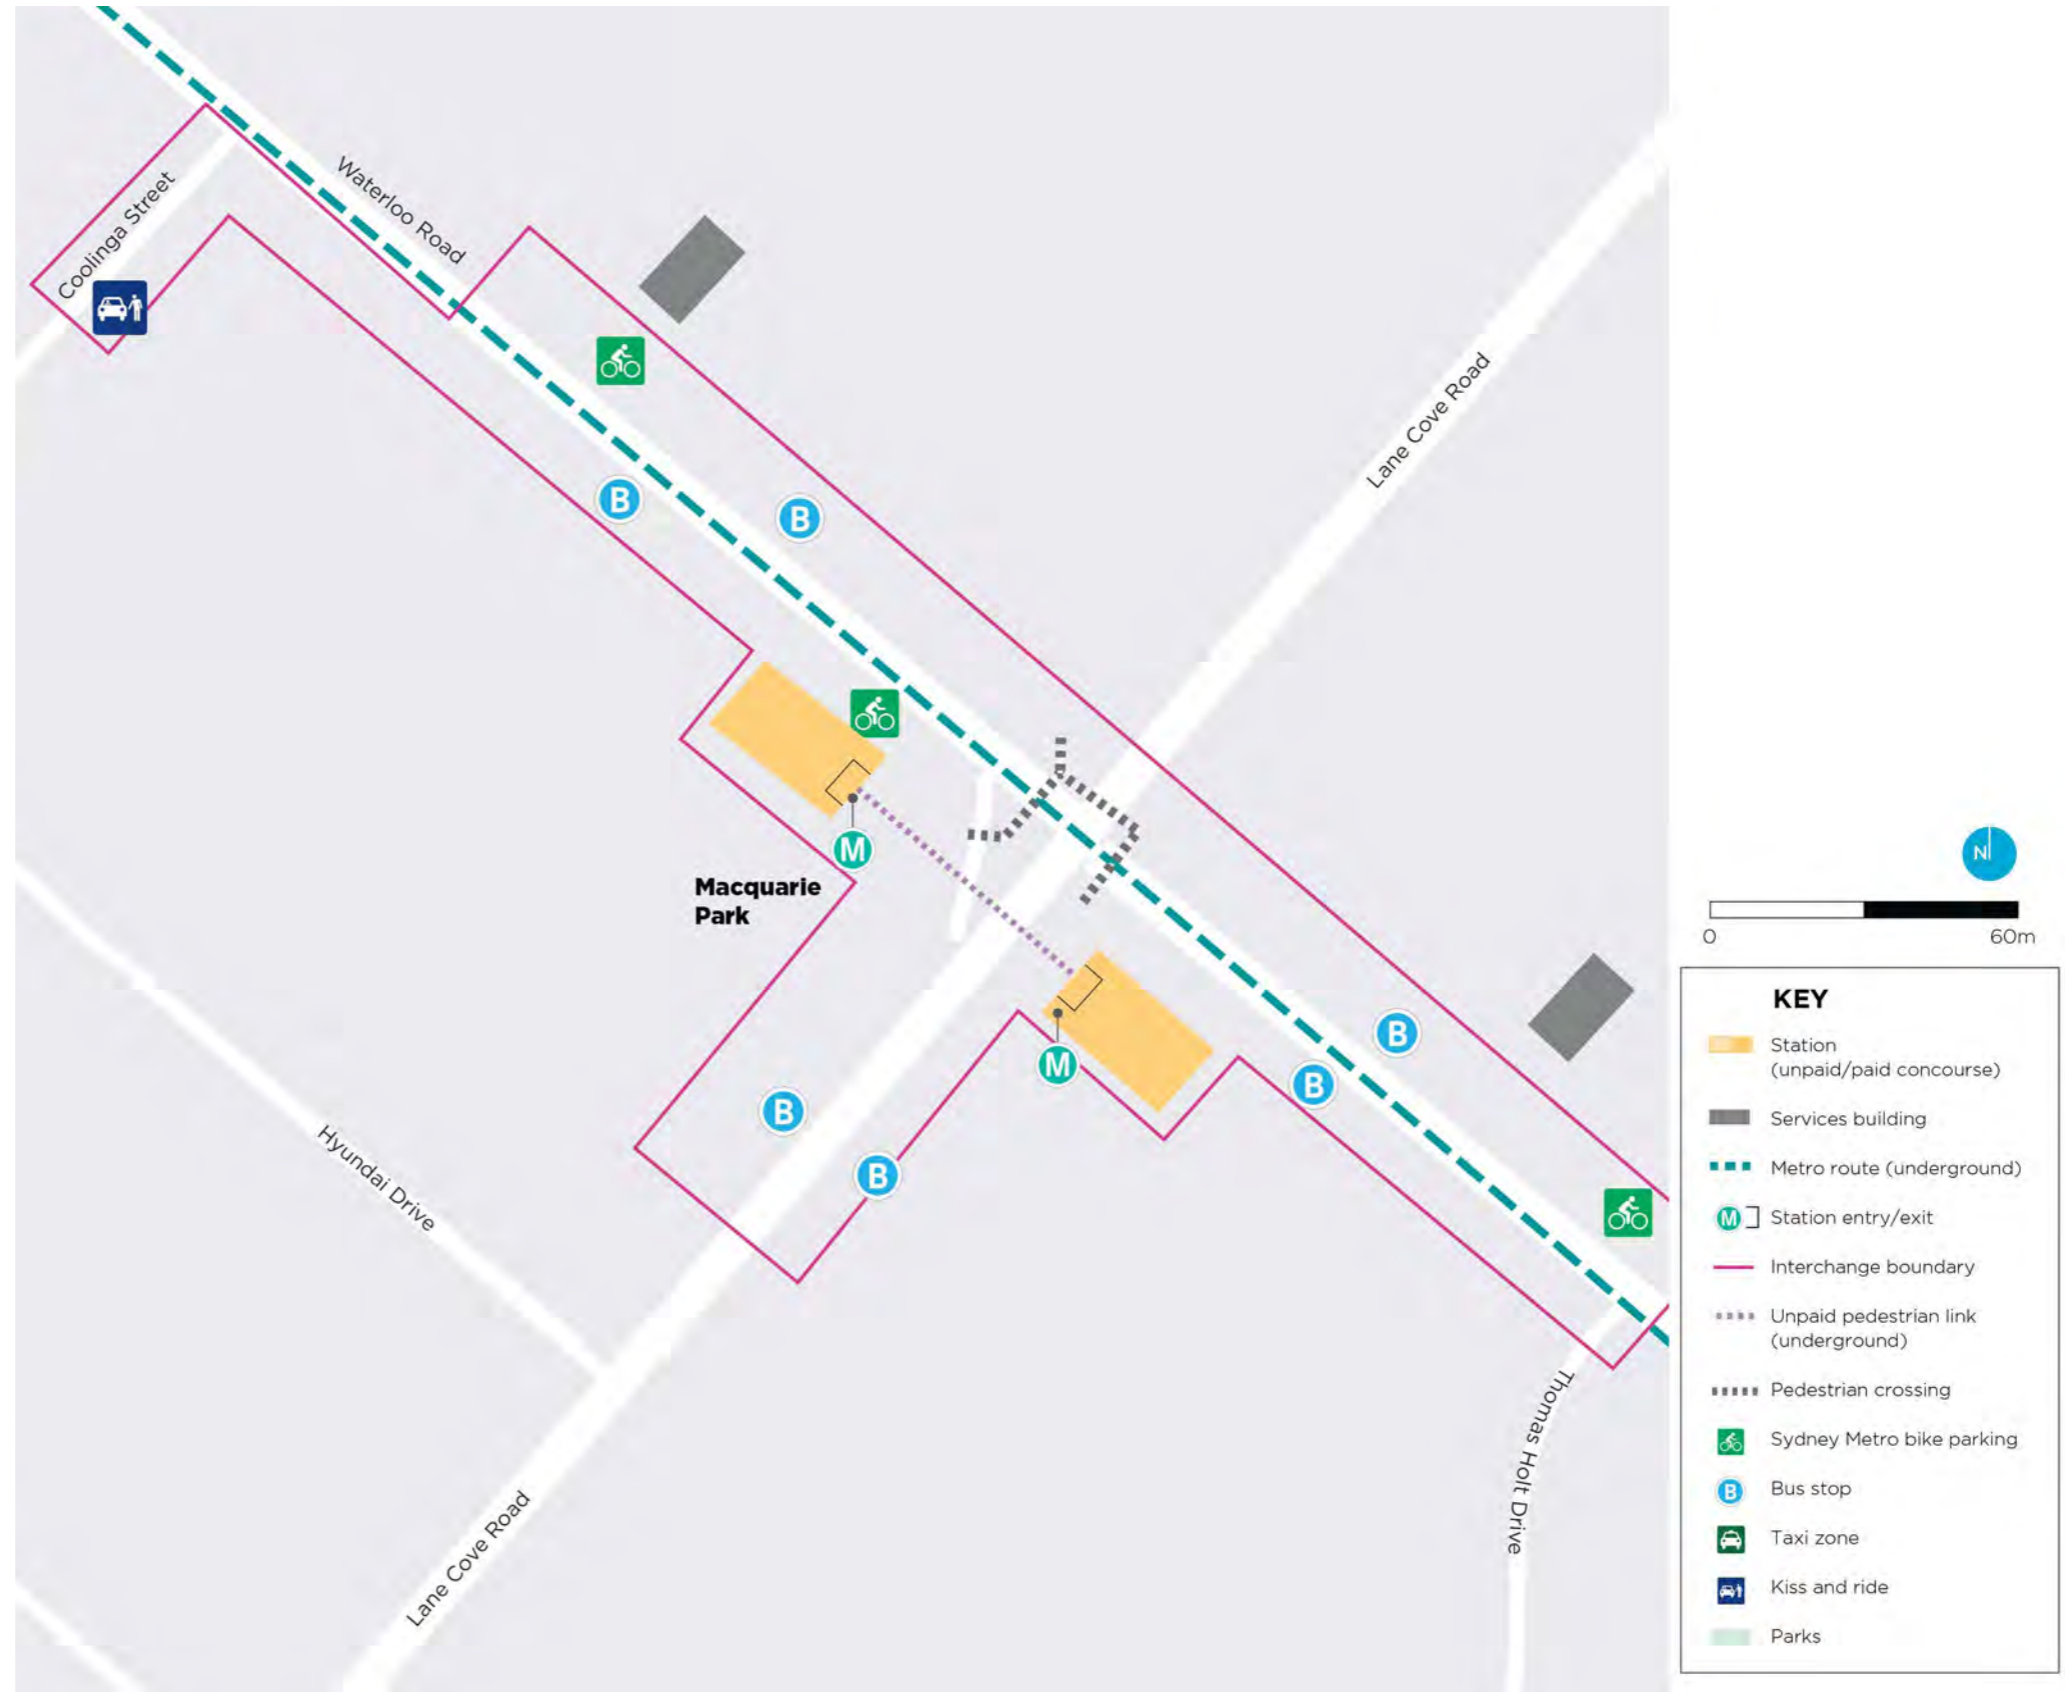 Waterloo Road
Coolinga Street
Lane Cove Road
B
B
M
Macquarie
Park
M
B
B
B
B
Hyundai Drive
Lane Cove Road
Thomas Holt Drive
N
0 60m
KEY
Station
(unpaid/paid concourse)
Services building
Metro route (underground)
M Station entry/exit
Interchange boundary
Unpaid pedestrian link
(underground)
Pedestrian crossing
Sydney Metro bike parking
B Bus stop
Taxi zone
Kiss and ride
Parks